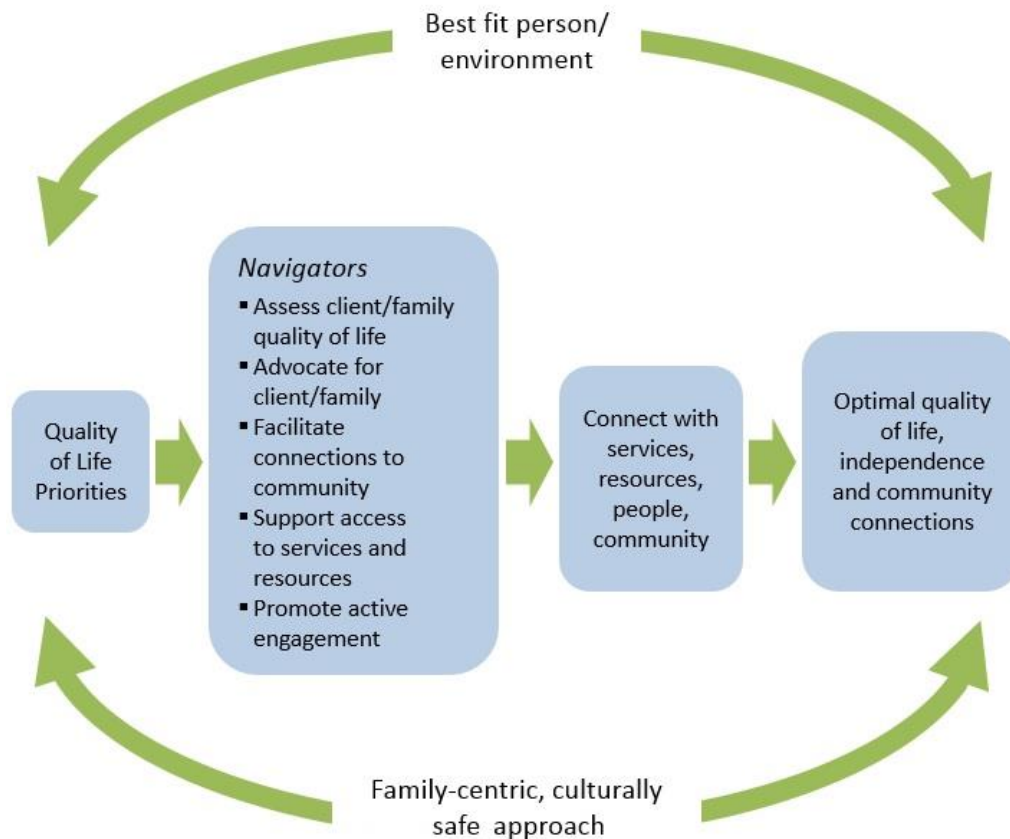 Best fit person/
environment
Quality
of Life
Priorities
Navigators
▪ Assess client/family
quality of life
▪ Advocate for
client/family
▪ Facilitate
connections to
community
▪ Support access
to services and
resources
▪ Promote active
engagement
Connect with
services,
resources,
people,
community
Optimal quality
of life,
independence
and community
connections
Family-centric, culturally
safe approach